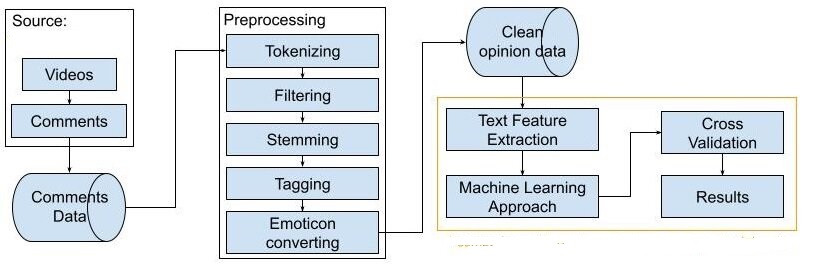 Source:
Videos
Comments
Comments
Data
Preprocessing
Tokenizing
Filtering
Stemming
Tagging
Emoticon
converting
Clean
opinion data
Text Feature
Extraction
Machine Learning
Approach
Cross
Validation
Results